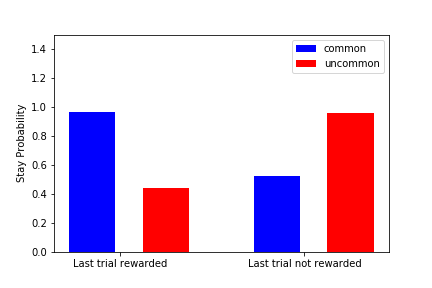 1.4
1.2
1.0
0.8
0.6
0.4
0.2
0.0
Stay Probability
common
uncommon
Last trial rewarded
Last trial not rewarded